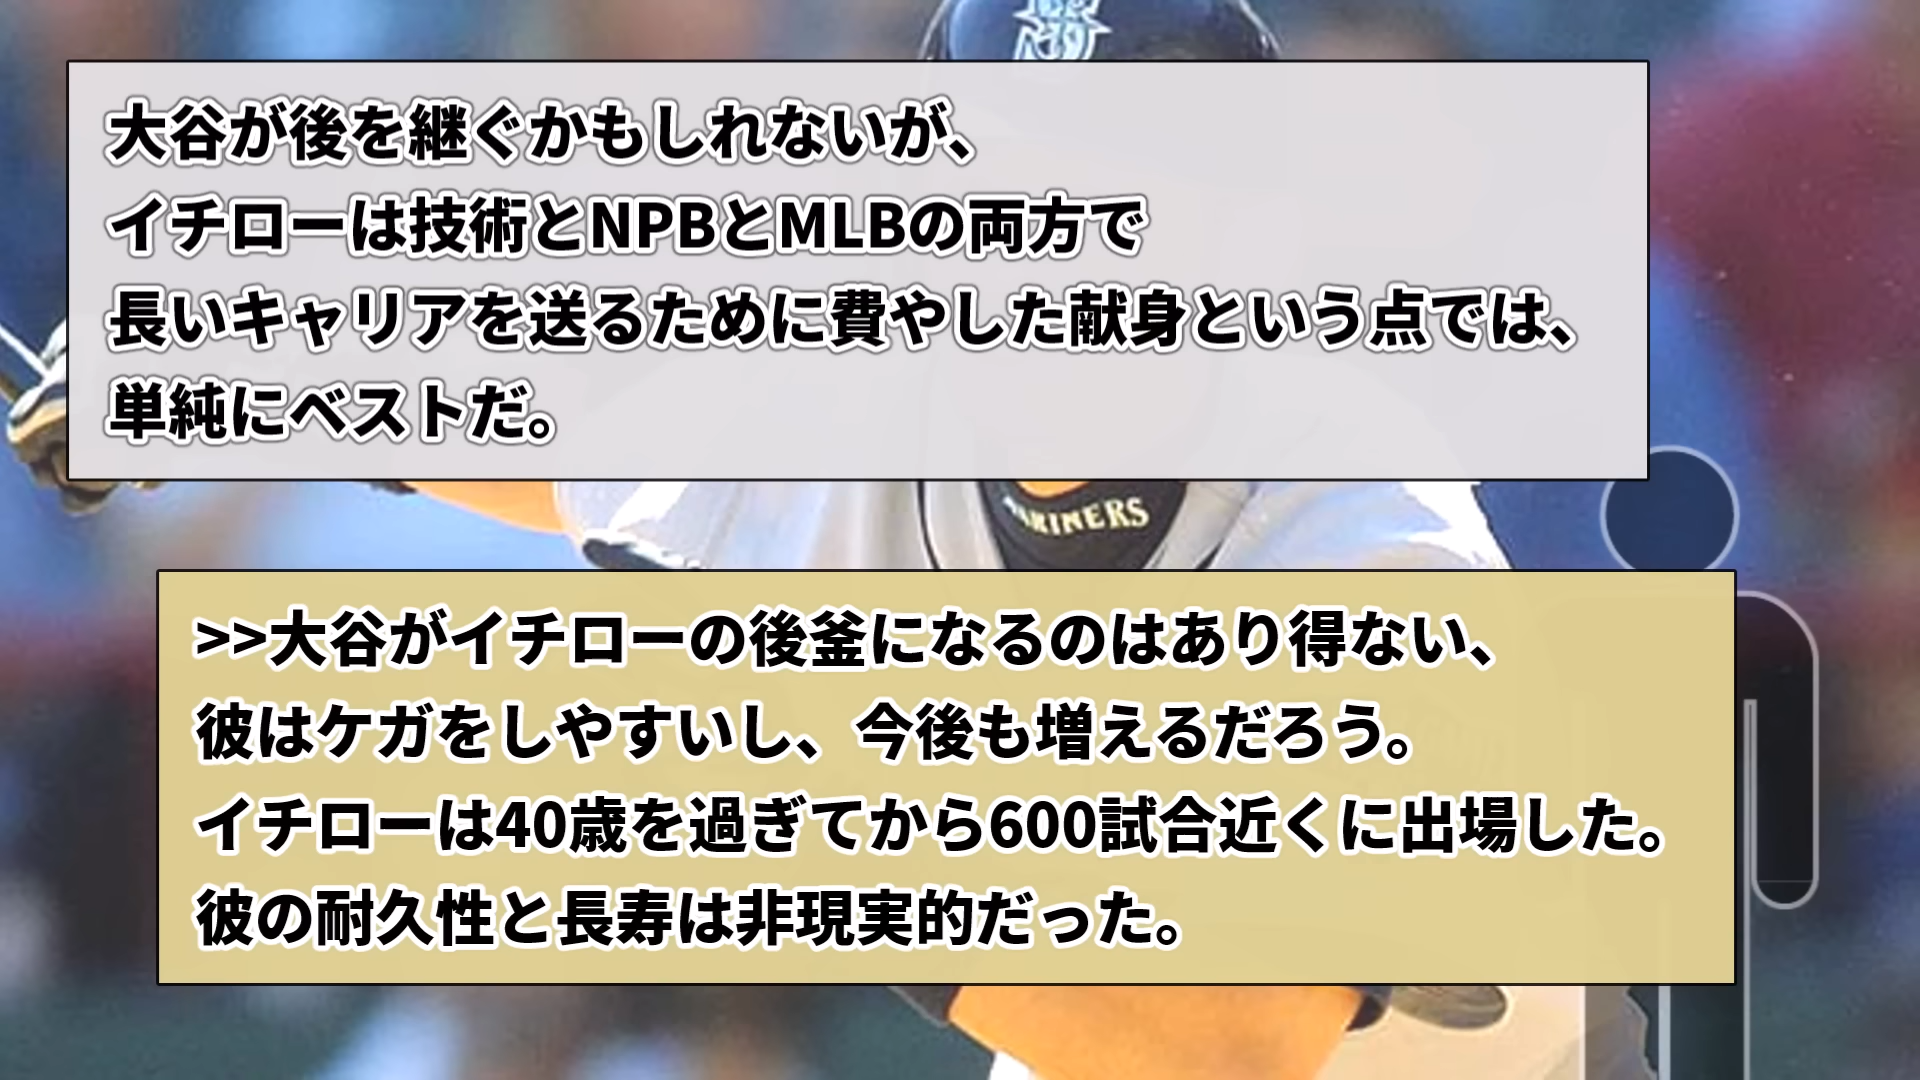 大谷が後を継ぐかもしれないが、
イチローは技術とNPBとMLBの両方で
長いキャリアを送るために費やした献身という点では、
単純にベストだ。
ARINERS
>>大谷がイチローの後釜になるのはあり得ない、
彼はケガをしやすいし、今後も増えるだろう。
イチローは40歳を過ぎてから600試合近くに出場した。
彼の耐久性と長寿は非現実的だった。